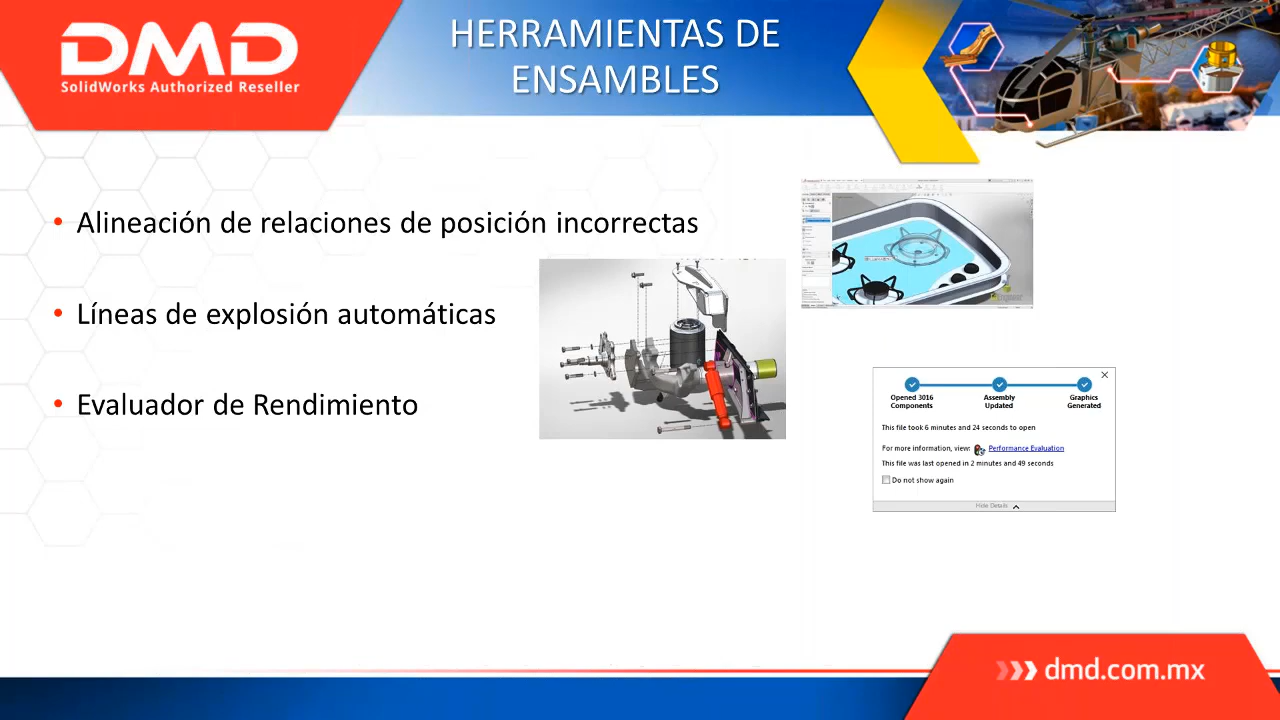 DMD
SolidWorks Authorized Reseller
HERRAMIENTAS DE
ENSAMBLES
• Alineación de relaciones de posición incorrectas
• Líneas de explosión automáticas
• Evaluador de Rendimiento
Opened 3016
Components
Assembly
Updated
Graphics
Generated
This file took 6 minutes and 24 seconds to open
For more information, view: Performance Evaluation
This file was last opened in 2 minutes and 49 seconds
Do not show again
Hide Details
dmd.com.mx